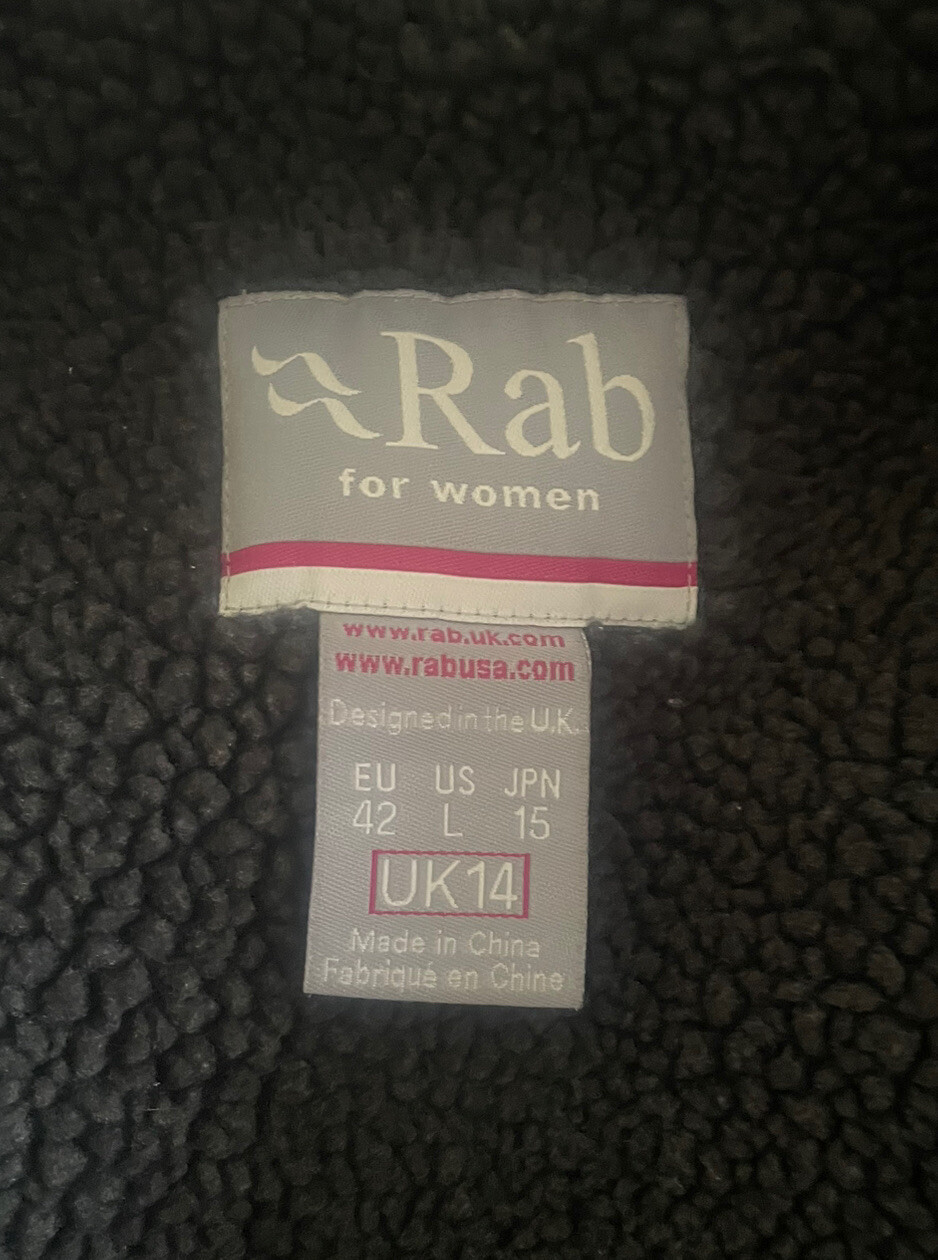 Rab
for women
www.rab.uk.com
www.rabusa.com
Designed in the U.K.
EU US JPN
42 L 15
UK14
Made in China
Fabriqué en Chine